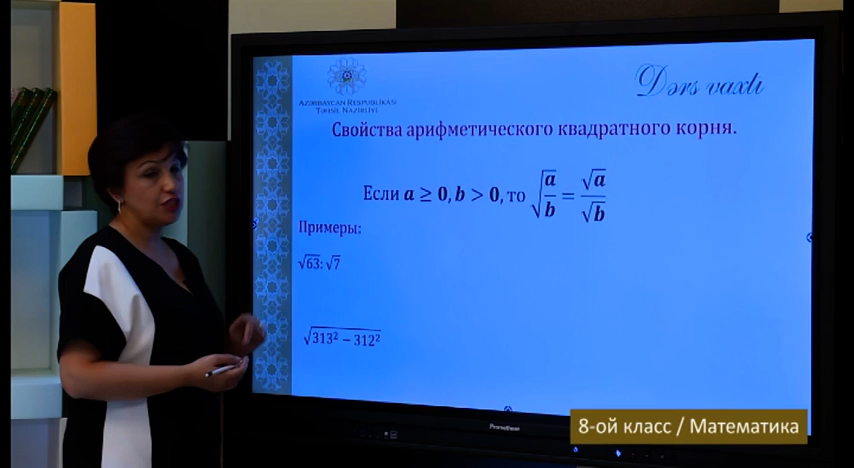 AZƏRBAYCAN RESPUBLİKASI
TƏHSİL NAZİRLİYİ
Dərs vaxtı
Свойства арифметического квадратного корня.
Если a ≥ 0, b > 0, то √(a/b) = √a/√b
Примеры:
√63:√7
√(313² − 312²)
Promethean
8-ой класс / Математика